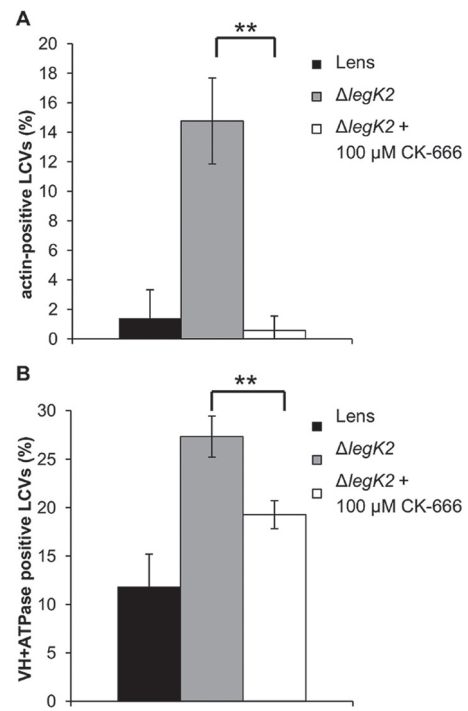 A
**
20
18
16
14
12
10
8
6
4
2
0
actin-positive LCVs (%)
Lens
ΔlegK2
ΔlegK2 +
100 µM CK-666
B
**
30
25
20
15
10
5
0
VH+ATPase positive LCVs (%)
Lens
ΔlegK2
ΔlegK2 +
100 µM CK-666